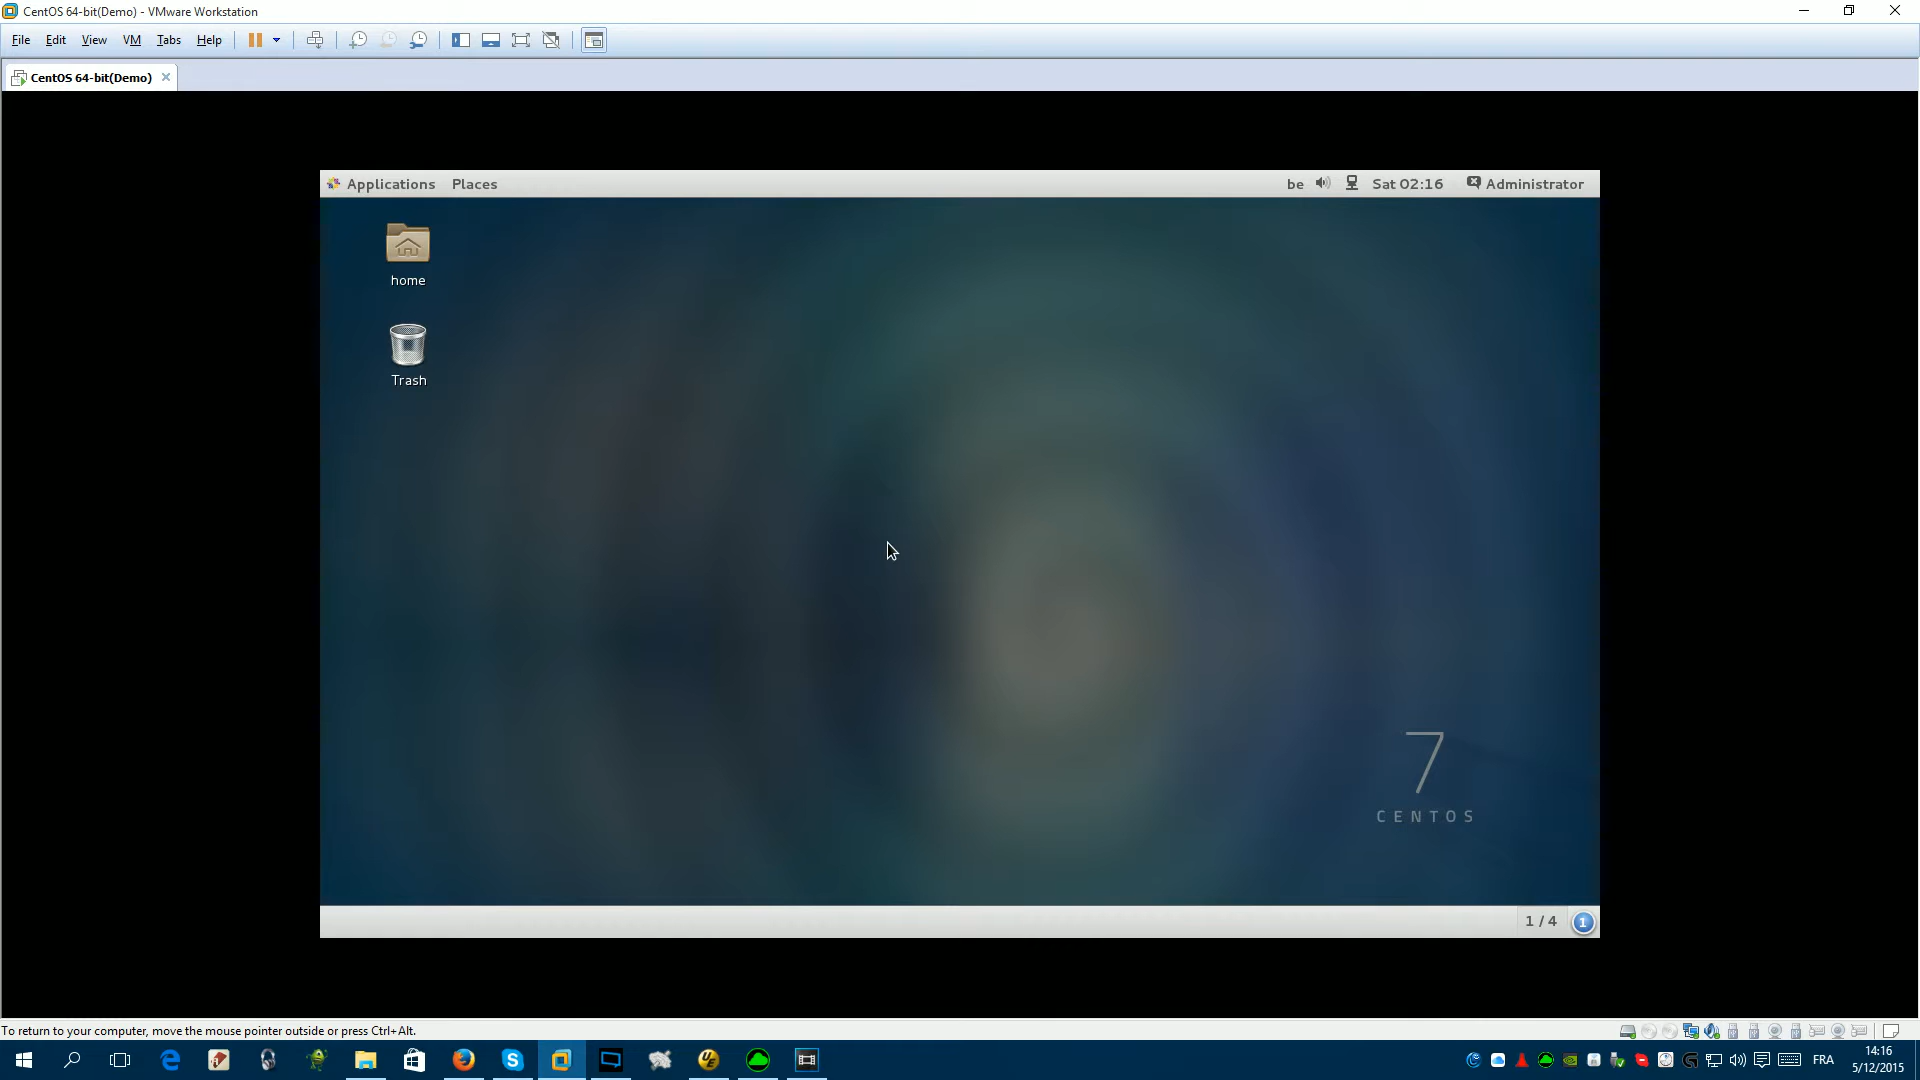 CentOS 64-bit(Demo) - VMware Workstation
File Edit View VM Tabs Help
CentOS 64-bit(Demo)
Applications Places be Sat 02:16 Administrator
home
Trash
7
CENTOS
1 / 4 1
To return to your computer, move the mouse pointer outside or press Ctrl+Alt.
FRA
14:16
5/12/2015